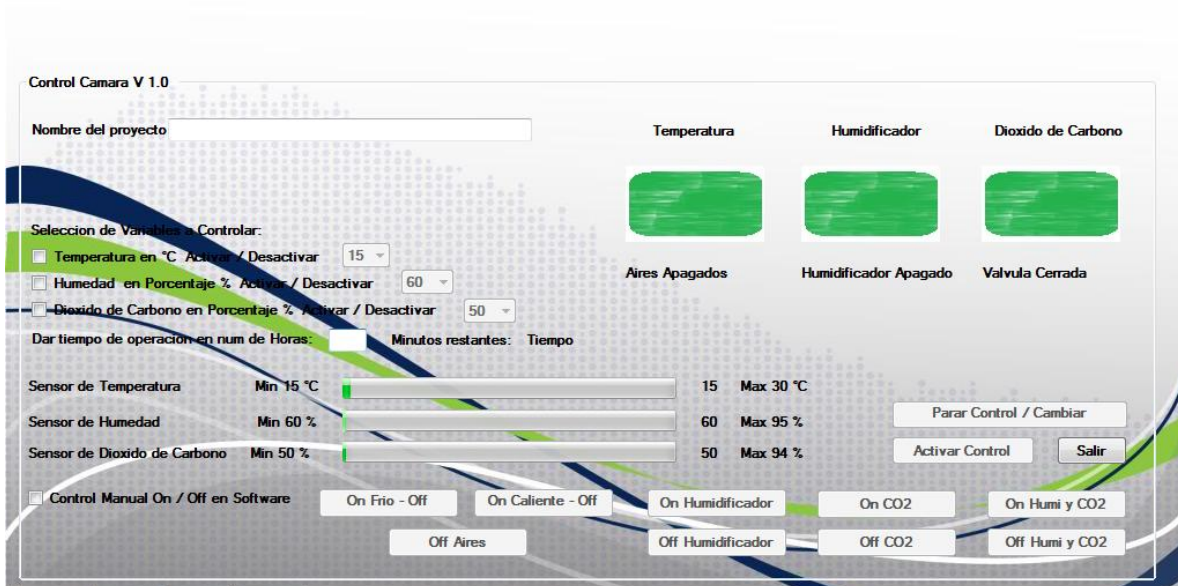 Control Camara V 1.0
Nombre del proyecto
Temperatura Humidificador Dioxido de Carbono
Seleccion de Variables a Controlar:
Temperatura en °C Activar / Desactivar 15
Humedad en Porcentaje % Activar / Desactivar 60
Dioxido de Carbono en Porcentaje % Activar / Desactivar 50
Aires Apagados Humidificador Apagado Valvula Cerrada
Dar tiempo de operacion en num de Horas: Minutos restantes: Tiempo
Sensor de Temperatura Min 15 °C 15 Max 30 °C
Sensor de Humedad Min 60 % 60 Max 95 %
Parar Control / Cambiar
Sensor de Dioxido de Carbono Min 50 % 50 Max 94 %
Activar Control Salir
Control Manual On / Off en Software
On Frio - Off On Caliente - Off On Humidificador On CO2 On Humi y CO2
Off Aires Off Humidificador Off CO2 Off Humi y CO2